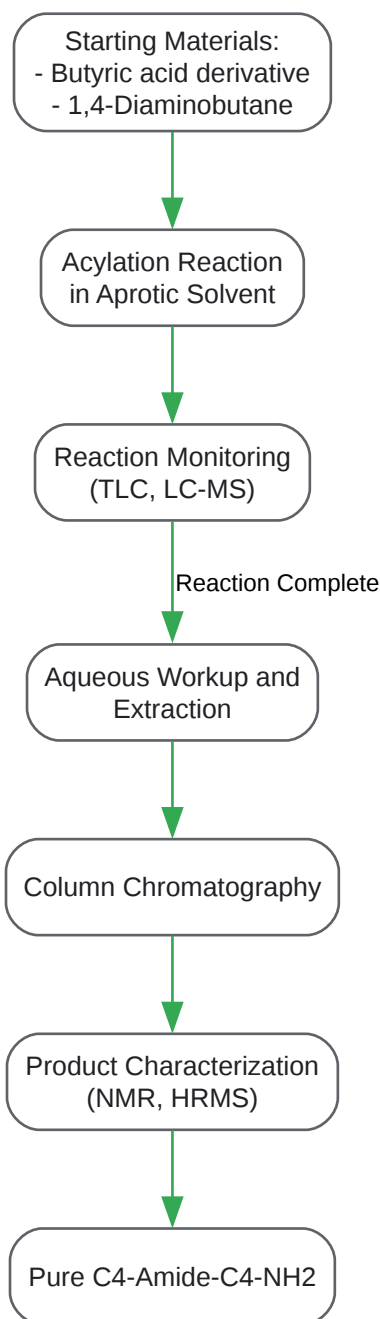 Starting Materials:
- Butyric acid derivative
- 1,4-Diaminobutane
Acylation Reaction
in Aprotic Solvent
Reaction Monitoring
(TLC, LC-MS)
Reaction Complete
Aqueous Workup and
Extraction
Column Chromatography
Product Characterization
(NMR, HRMS)
Pure C4-Amide-C4-NH2